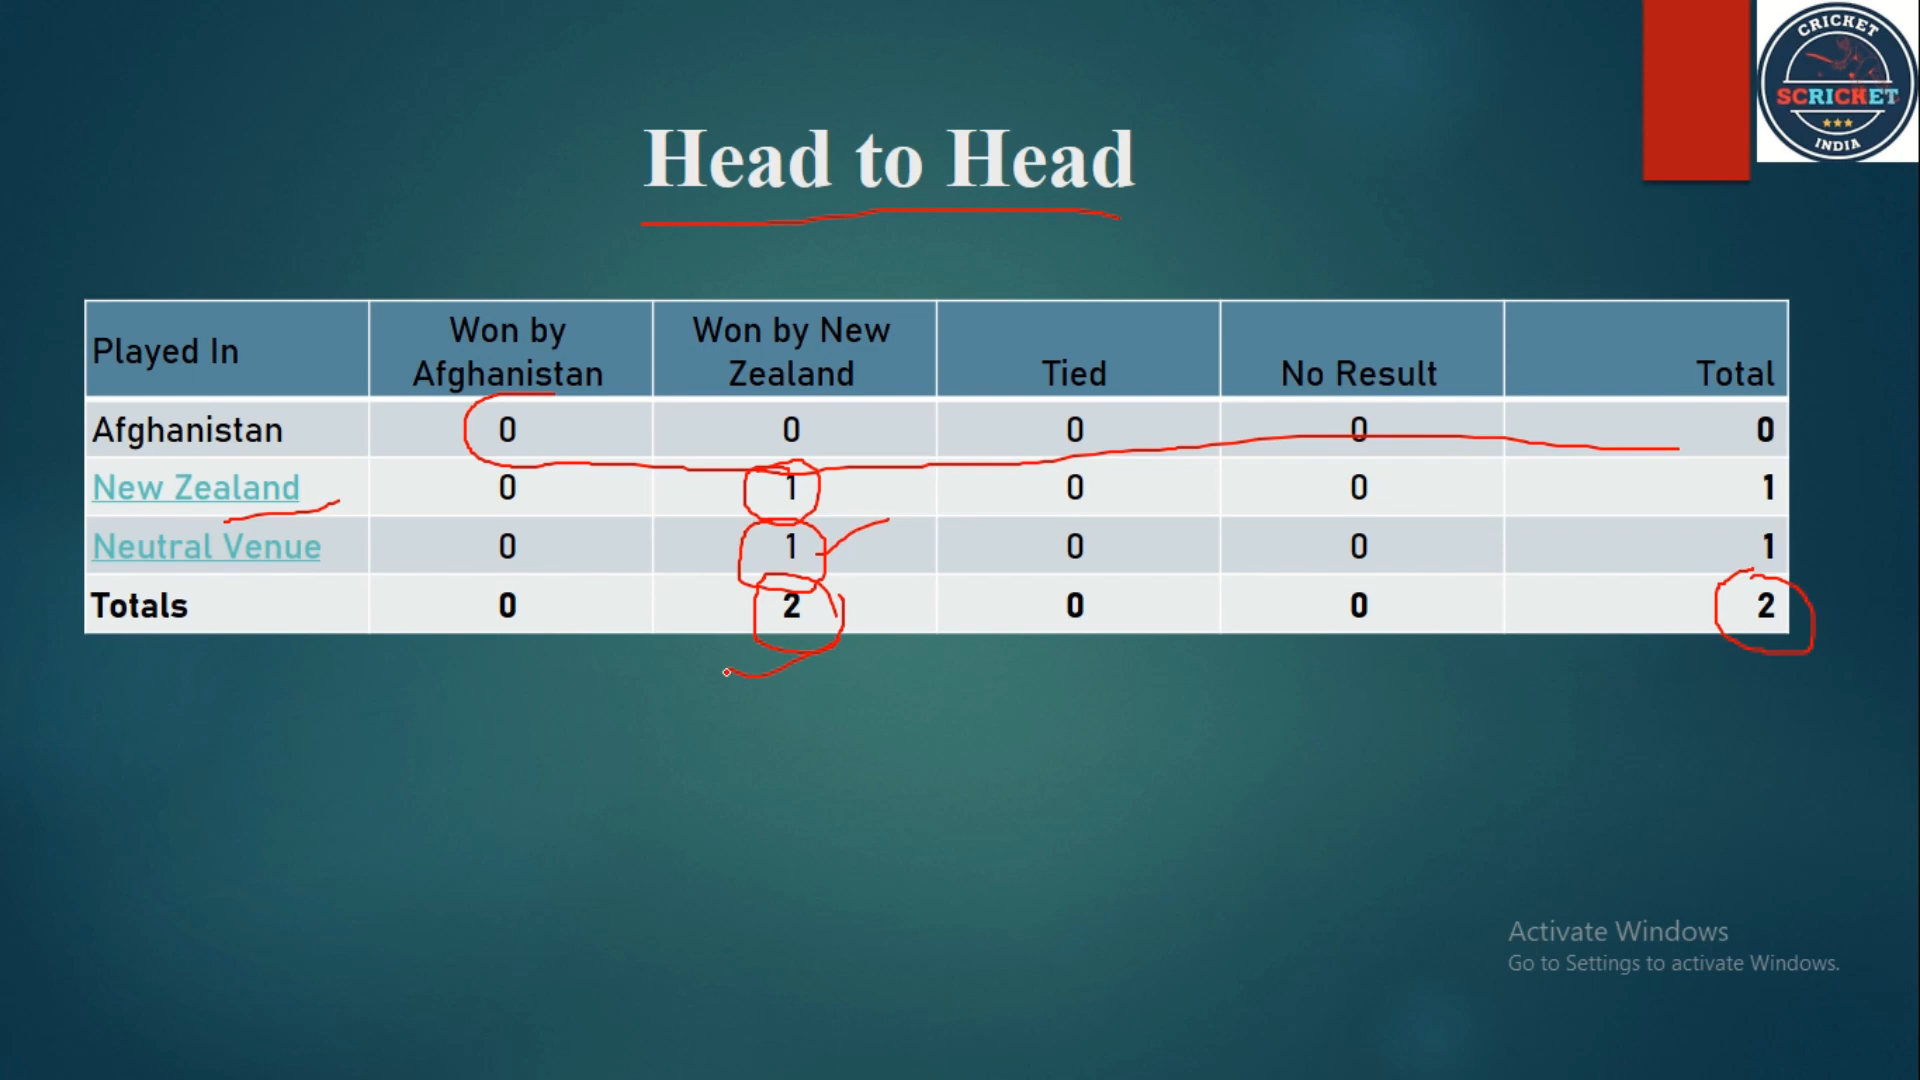 CRICKET
SCRICKET
INDIA
Head to Head
Played In Won by Afghanistan Won by New Zealand Tied No Result Total
Afghanistan 0 0 0 0 0
New Zealand 0 1 0 0 1
Neutral Venue 0 1 0 0 1
Totals 0 2 0 0 2
Activate Windows
Go to Settings to activate Windows.